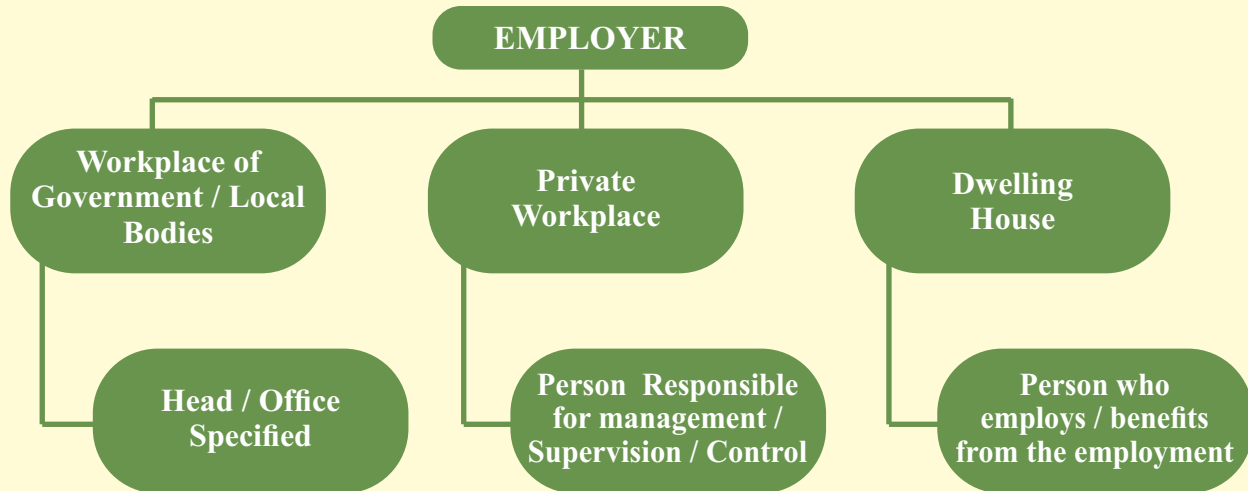 EMPLOYER
Workplace of
Government / Local
Bodies
Private
Workplace
Dwelling
House
Head / Office
Specified
Person Responsible
for management /
Supervision / Control
Person who
employs / benefits
from the employment